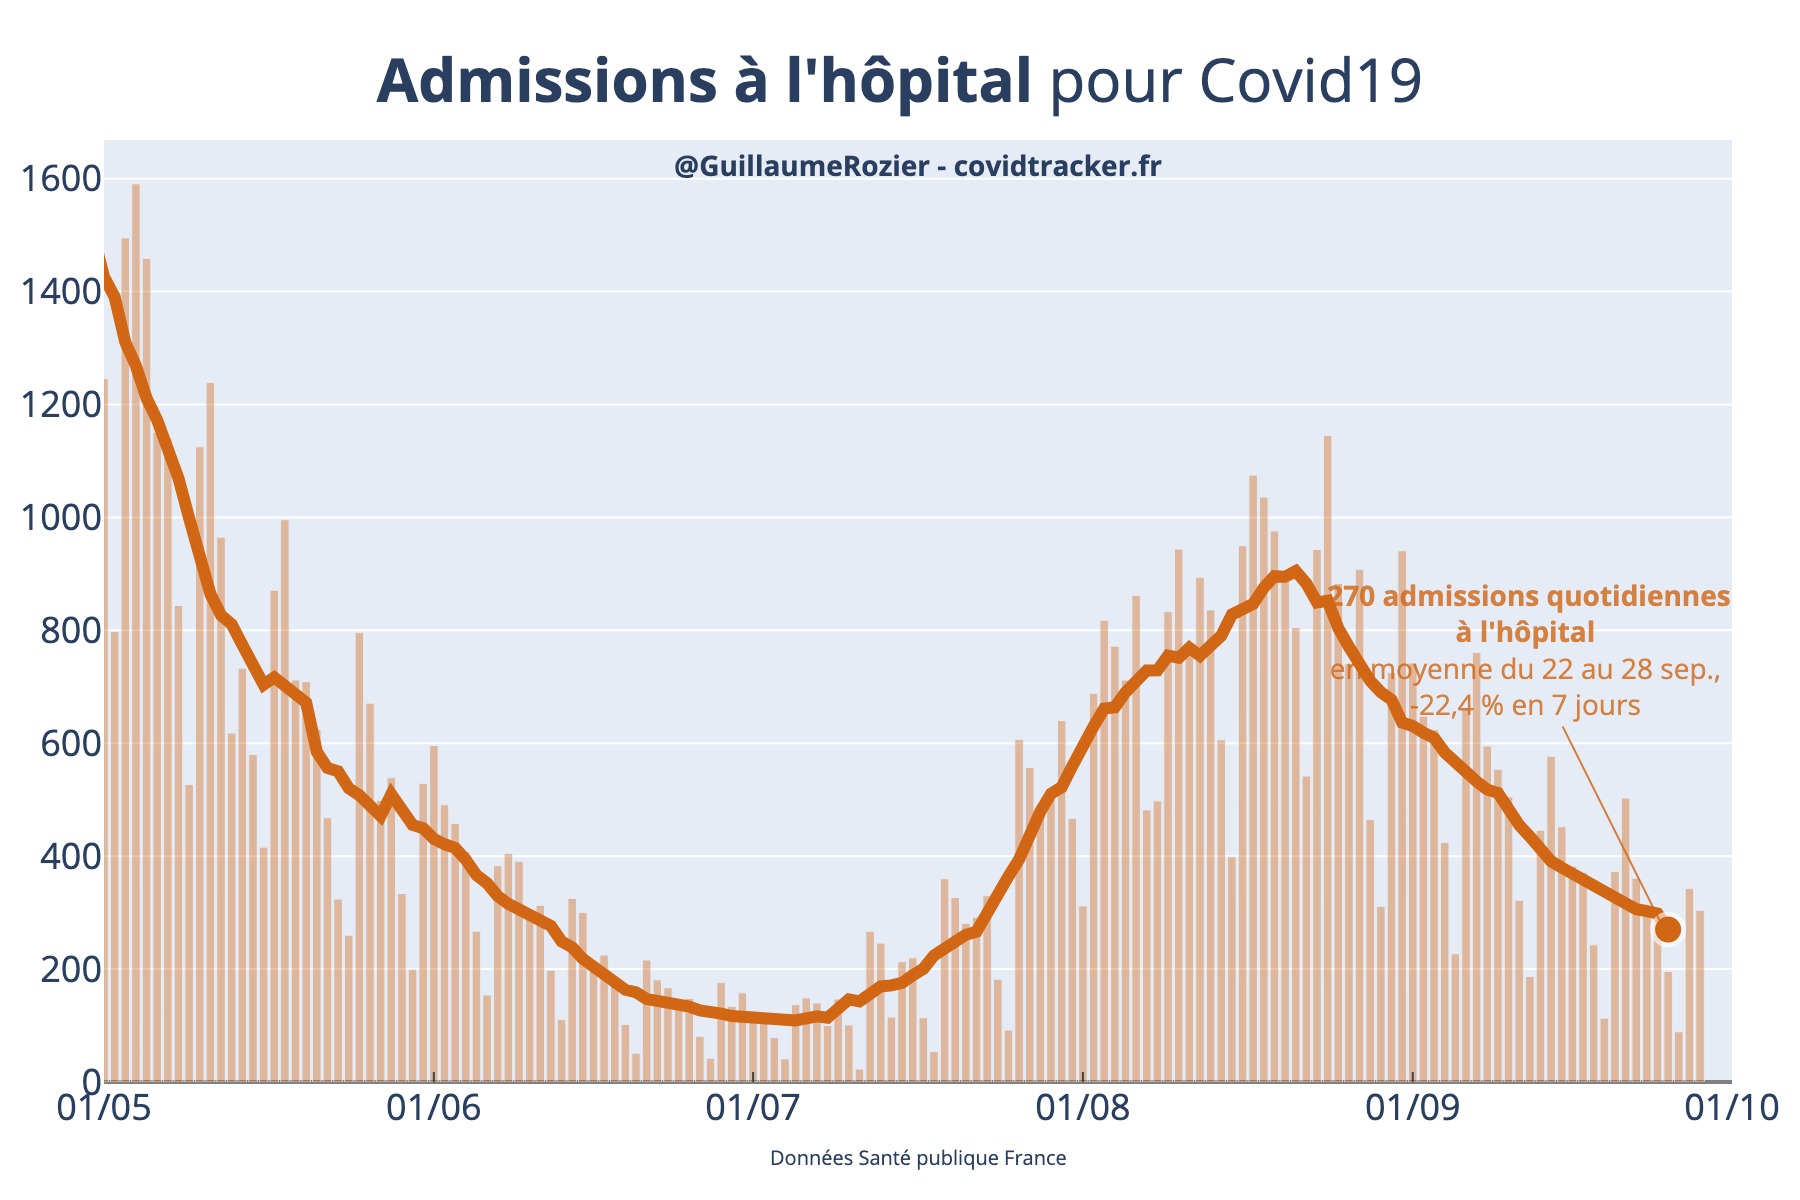 Admissions à l'hôpital pour Covid19
@GuillaumeRozier - covidtracker.fr
1600
1400
1200
1000
800
600
400
200
0
270 admissions quotidiennes
à l'hôpital
en moyenne du 22 au 28 sep.,
-22,4 % en 7 jours
01/05 01/06 01/07 01/08 01/09 01/10
Données Santé publique France